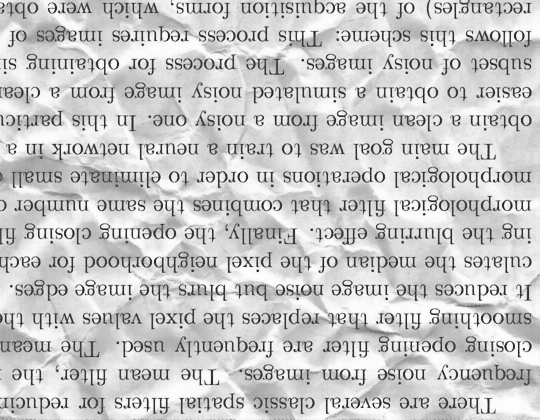 There are several classic spatial filters for reducin
frequency noise from images. The mean filter, the
closing opening filter are frequently used. The mean
smoothing filter that replaces the pixel values with the
It reduces the image noise but blurs the image edges.
culates the median of the pixel neighborhood for each
ing the blurring effect. Finally, the opening closing fil
morphological filter that combines the same number o
morphological operations in order to eliminate small
The main goal was to train a neural network in a
obtain a clean image from a noisy one. In this particu
easier to obtain a simulated noisy image from a clean
subset of noisy images. The process for obtaining si
follows this scheme: This process requires images of
rectangles) of the acquisition forms, which were obta